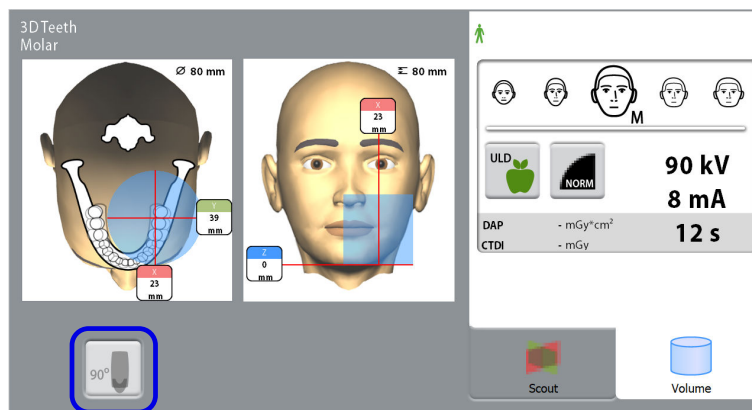 3D Teeth
Molar
Ø 80 mm
80 mm
X
23
mm
Y
39
mm
X
23
mm
Z
0
mm
90°
M
ULD
NORM
90 kV
8 mA
12 s
DAP - mGy*cm²
CTDI - mGy
Scout
Volume